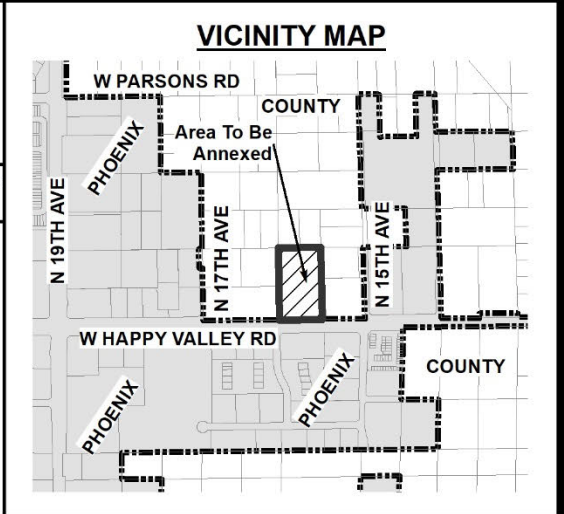 VICINITY MAP
W PARSONS RD
COUNTY
PHOENIX
Area To Be
Annexed
N 19TH AVE
N 17TH AVE
N 15TH AVE
W HAPPY VALLEY RD
PHOENIX
PHOENIX
COUNTY